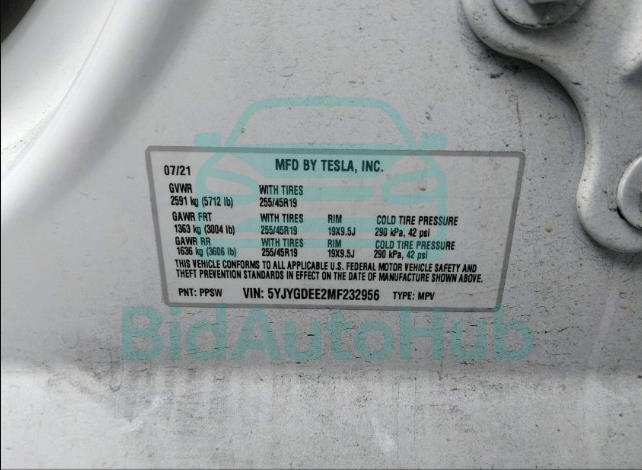 07/21 MFD BY TESLA, INC.
GVWR WITH TIRES
2591 kg (5712 lb) 255/45R19
GAWR FRT WITH TIRES RIM COLD TIRE PRESSURE
1363 kg (3004 lb) 255/45R19 19X9.5J 290 kPa, 42 psi
GAWR RR WITH TIRES RIM COLD TIRE PRESSURE
1636 kg (3606 lb) 255/45R19 19X9.5J 290 kPa, 42 psi
THIS VEHICLE CONFORMS TO ALL APPLICABLE U.S. FEDERAL MOTOR VEHICLE SAFETY AND
THEFT PREVENTION STANDARDS IN EFFECT ON THE DATE OF MANUFACTURE SHOWN ABOVE.
PNT: PPSW VIN: 5YJYGDEE2MF232956 TYPE: MPV
BidAutoHub